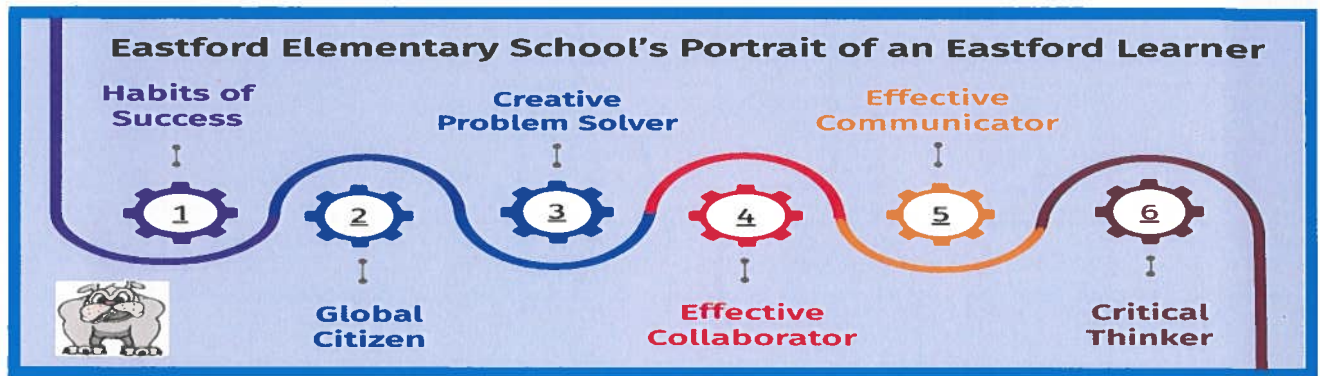 Eastford Elementary School's Portrait of an Eastford Learner
Habits of
Success
1
Global
Citizen
2
Creative
Problem Solver
3
Effective
Collaborator
4
Effective
Communicator
5
Critical
Thinker
6